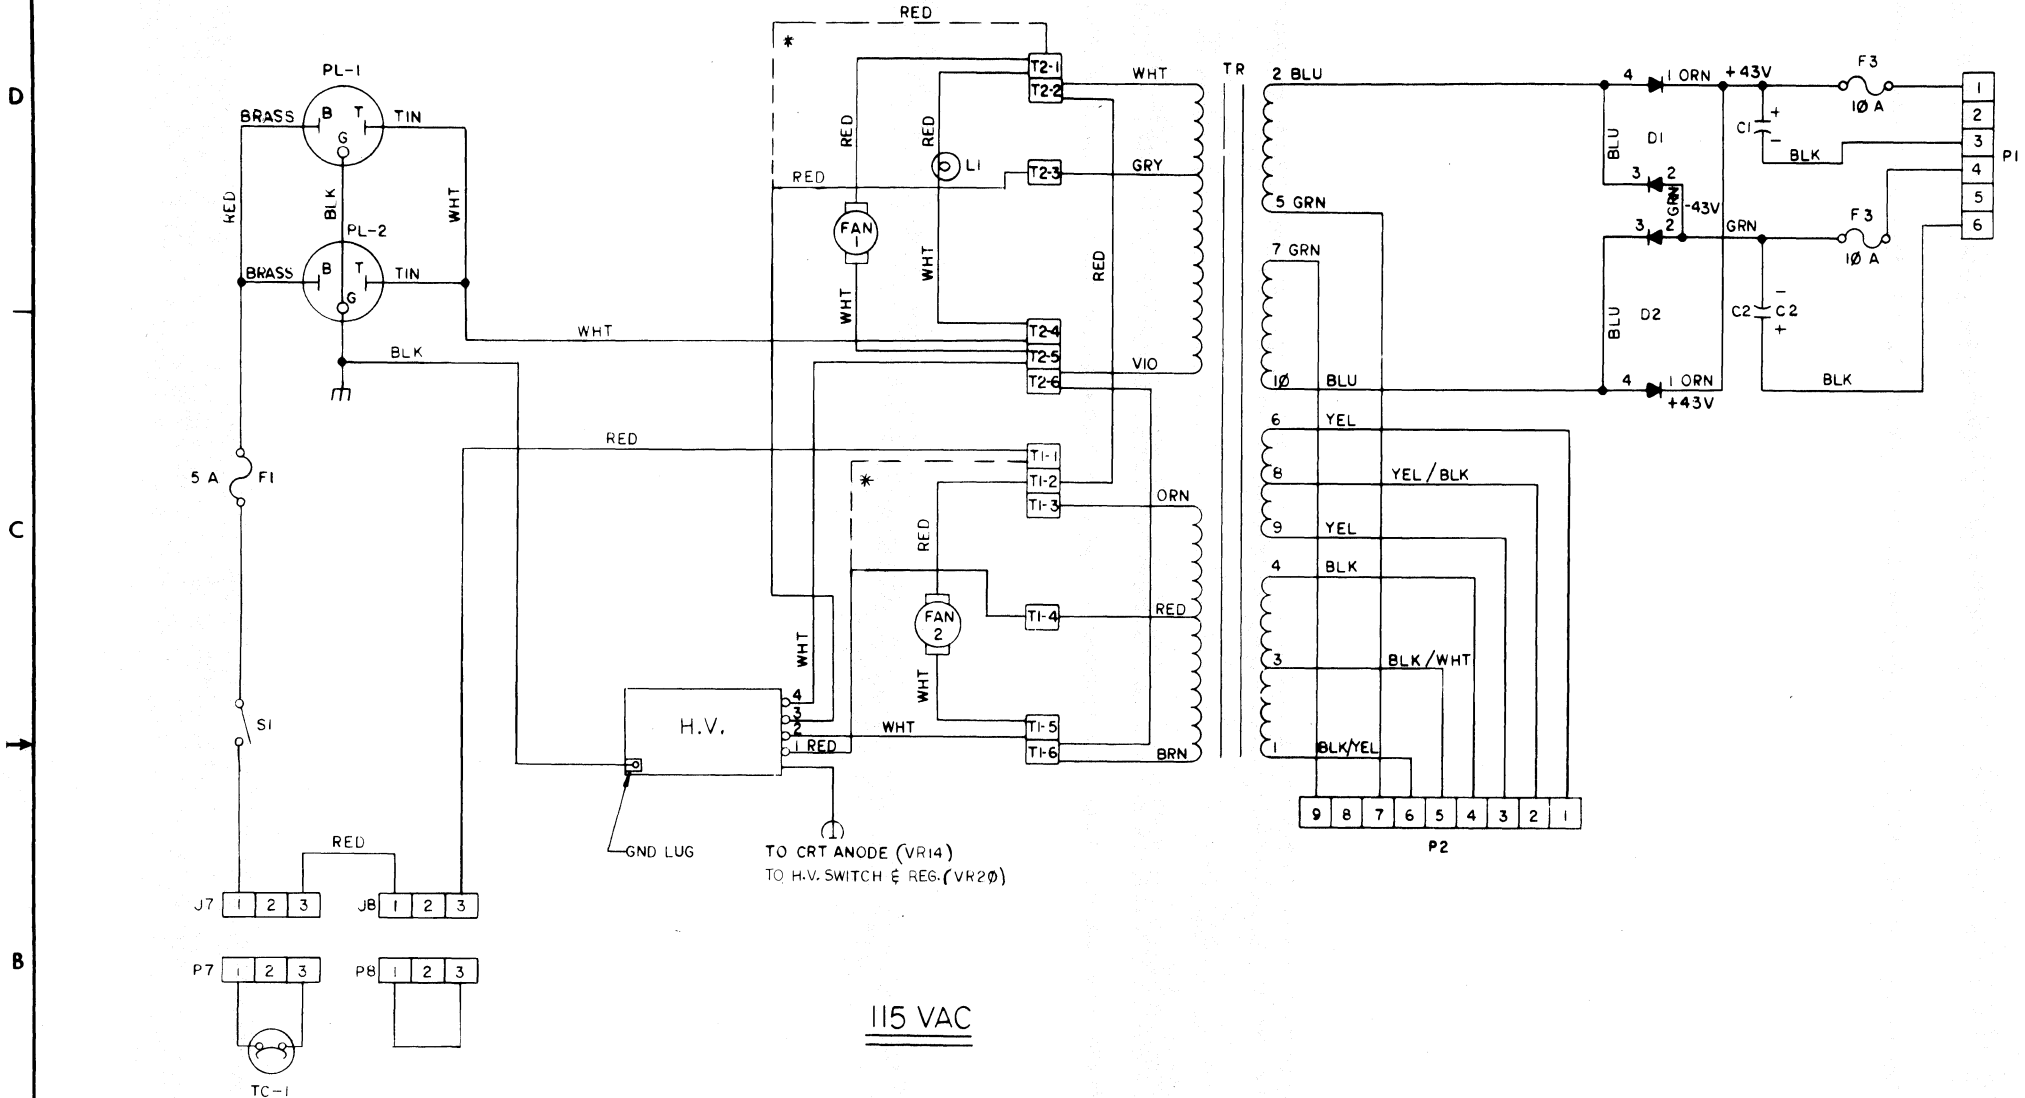 RED
*
D
PL-1
B T
G
BRASS
TIN
RED
BLK
WHT
PL-2
B T
G
BRASS
TIN
WHT
BLK
5 A F1
C
S1
RED
RED
RED
L1
RED
FAN 1
WHT
WHT
RED
T2-1
T2-2
T2-3
T2-4
T2-5
T2-6
WHT
GRY
VIO
RED
T1-1
T1-2
T1-3
T1-4
T1-5
T1-6
ORN
RED
BRN
*
RED
FAN 2
WHT
WHT
H.V.
4
3
2
1 RED
WHT
GND LUG
TO CRT ANODE (VR14)
TO H.V. SWITCH & REG. (VR2Ø)
TR
2 BLU
5 GRN
7 GRN
1Ø BLU
6 YEL
8 YEL/BLK
9 YEL
4 BLK
3 BLK/WHT
1 BLK/YEL
4 1 ORN +43V
BLU
D1
3 2
GRN
-43V
3 2
GRN
BLU
D2
4 1 ORN
+43V
F3
1ØA
C1
+
-
BLK
F3
1ØA
-
C2 C2
+
BLK
1
2
3
4
5
6
P1
9 8 7 6 5 4 3 2 1
P2
RED
J7 1 2 3
J8 1 2 3
B
P7 1 2 3
P8 1 2 3
TC-1
115 VAC